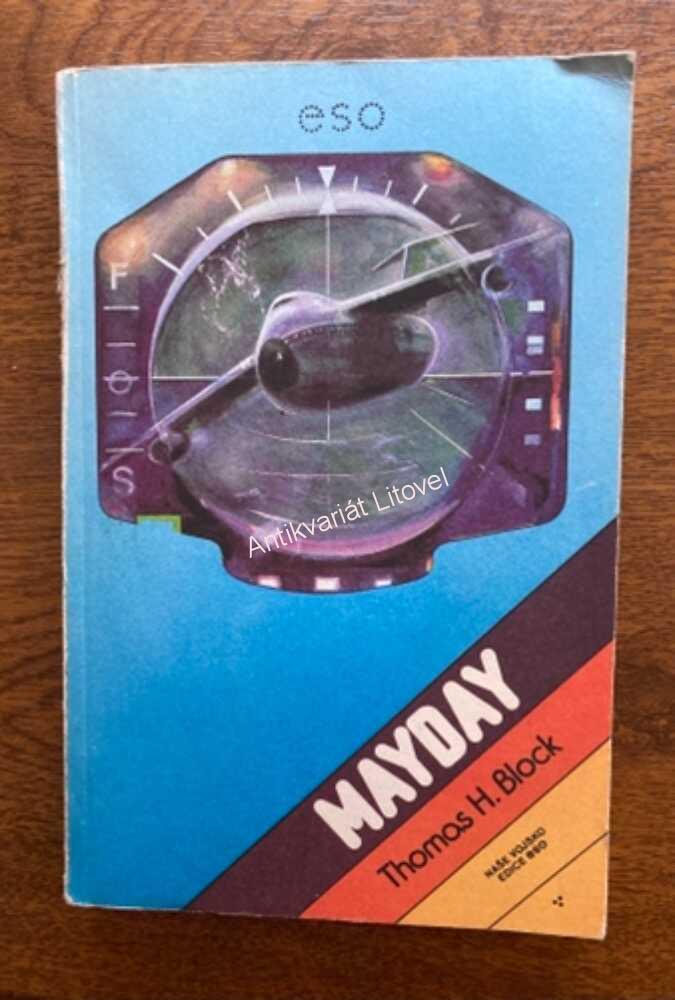 eso
F
O
S
Antikvariát Litovel
MAYDAY
Thomas H. Block
NAŠE VOJSKO
EDICE eso